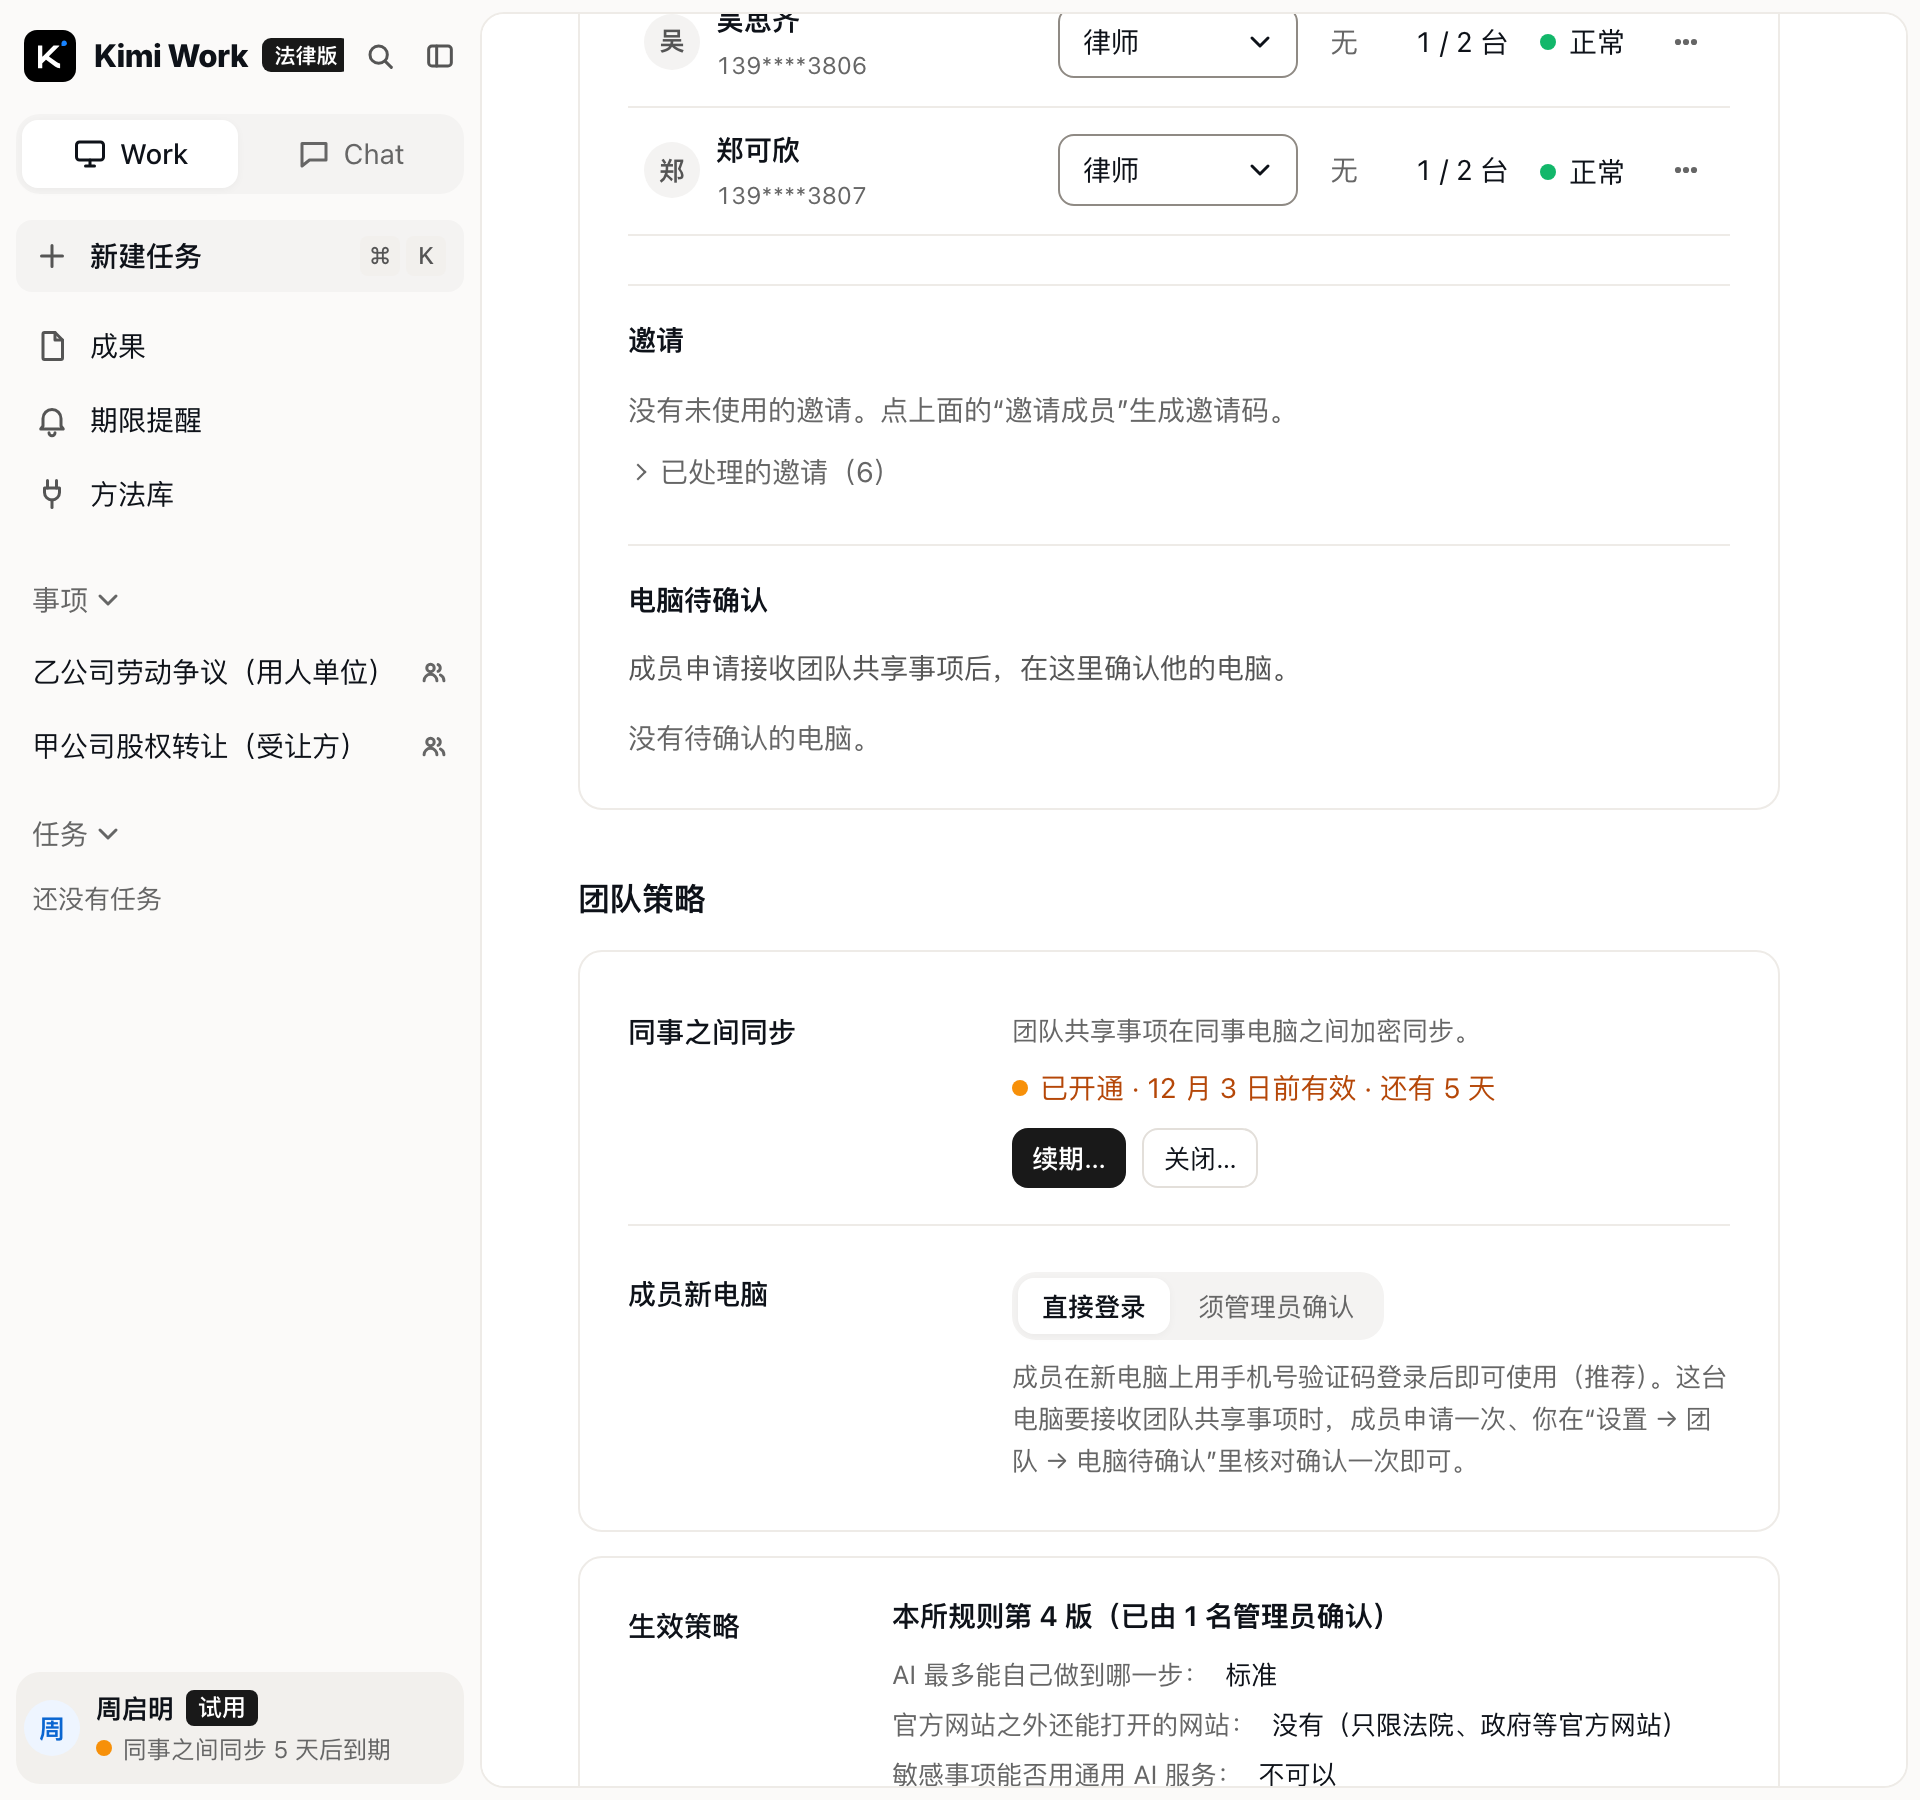 Kimi Work 法律版
Work
Chat
新建任务 ⌘ K
成果
期限提醒
方法库
事项
乙公司劳动争议（用人单位）
甲公司股权转让（受让方）
任务
还没有任务
周
周启明 试用
同事之间同步 5 天后到期
吴 吴思齐
139****3806
律师 无 1 / 2 台 正常
郑 郑可欣
139****3807
律师 无 1 / 2 台 正常
邀请
没有未使用的邀请。点上面的“邀请成员”生成邀请码。
已处理的邀请（6）
电脑待确认
成员申请接收团队共享事项后，在这里确认他的电脑。
没有待确认的电脑。
团队策略
同事之间同步
团队共享事项在同事电脑之间加密同步。
已开通 · 12 月 3 日前有效 · 还有 5 天
续期... 关闭...
成员新电脑
直接登录 须管理员确认
成员在新电脑上用手机号验证码登录后即可使用（推荐）。这台
电脑要接收团队共享事项时，成员申请一次、你在“设置 → 团
队 → 电脑待确认”里核对确认一次即可。
生效策略
本所规则第 4 版（已由 1 名管理员确认）
AI 最多能自己做到哪一步： 标准
官方网站之外还能打开的网站： 没有（只限法院、政府等官方网站）
敏感事项能否用通用 AI 服务： 不可以